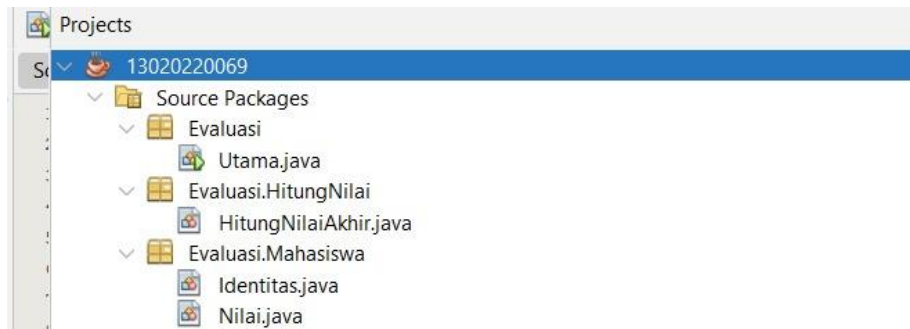 Projects
13020220069
Source Packages
Evaluasi
Utama.java
Evaluasi.HitungNilai
HitungNilaiAkhir.java
Evaluasi.Mahasiswa
Identitas.java
Nilai.java